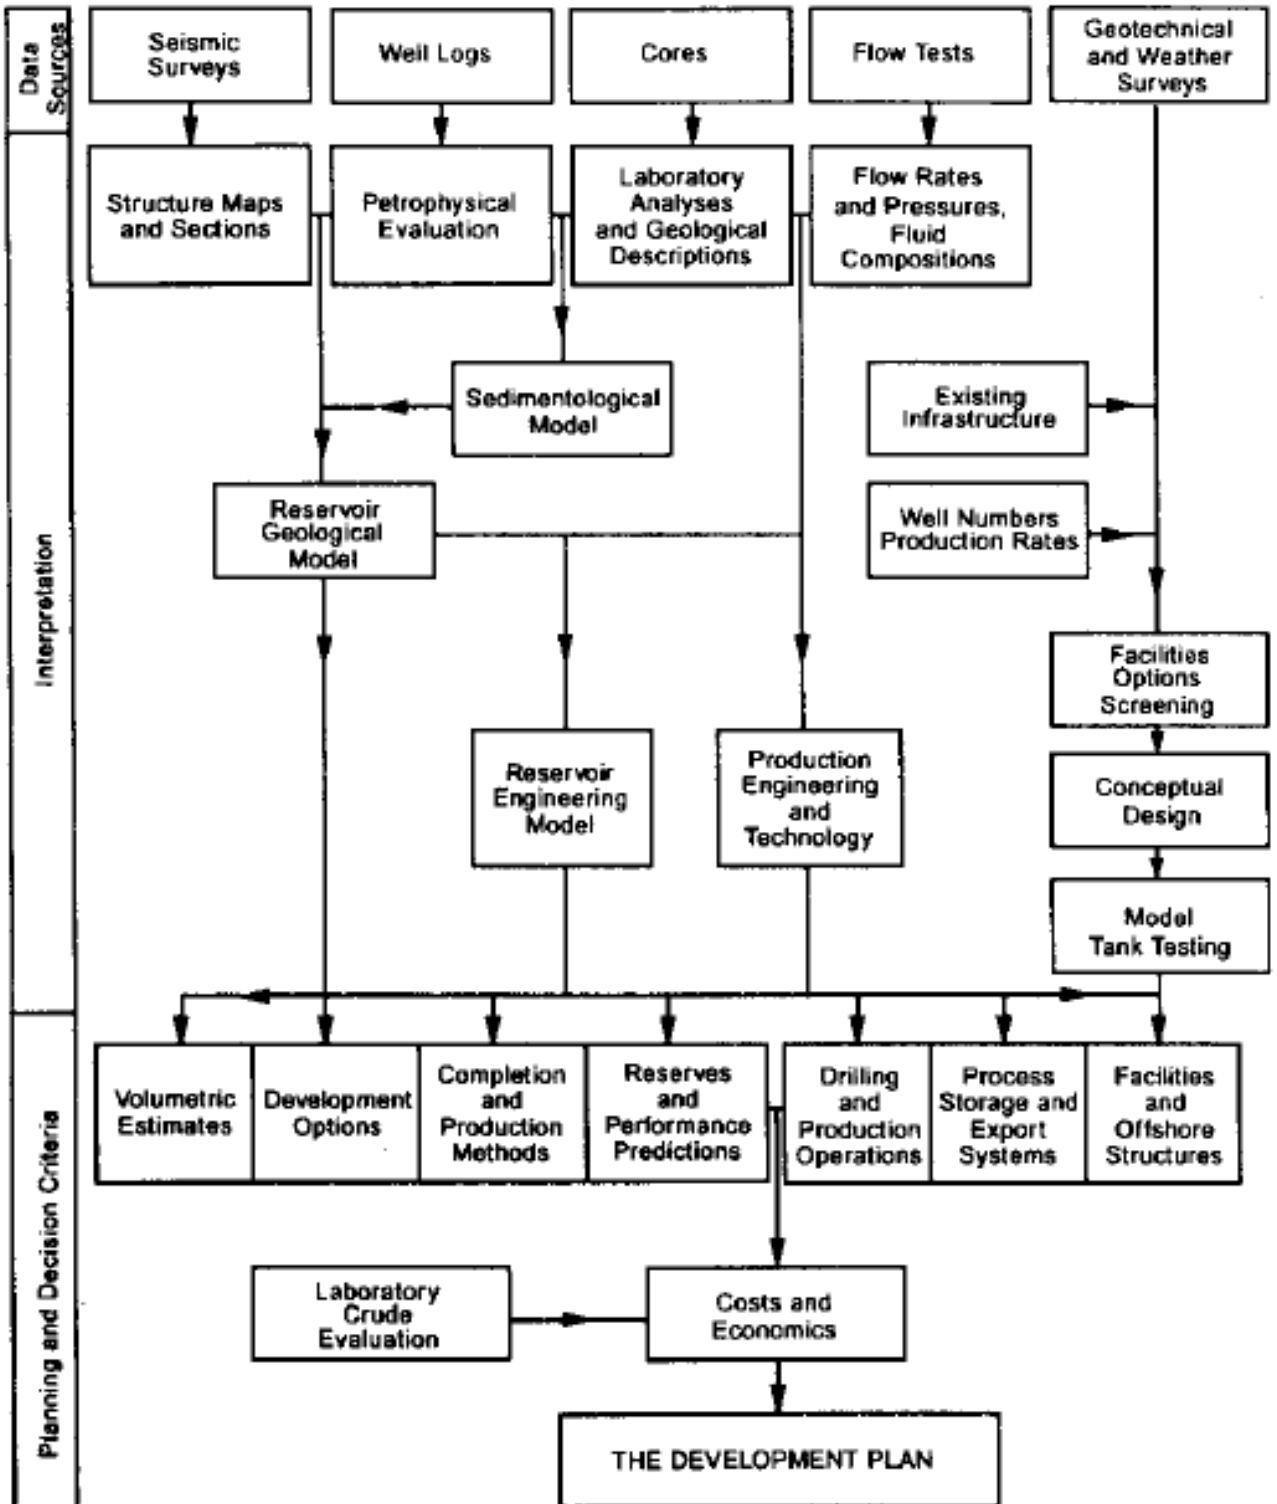 Data
Sources
Seismic
Surveys
Well Logs
Cores
Flow Tests
Geotechnical
and Weather
Surveys
Interpretation
Structure Maps
and Sections
Petrophysical
Evaluation
Laboratory
Analyses
and Geological
Descriptions
Flow Rates
and Pressures,
Fluid
Compositions
Sedimentological
Model
Existing
Infrastructure
Reservoir
Geological
Model
Well Numbers
Production Rates
Facilities
Options
Screening
Reservoir
Engineering
Model
Production
Engineering
and
Technology
Conceptual
Design
Model
Tank Testing
Planning and Decision Criteria
Volumetric
Estimates
Development
Options
Completion
and
Production
Methods
Reserves
and
Performance
Predictions
Drilling
and
Production
Operations
Process
Storage and
Export
Systems
Facilities
and
Offshore
Structures
Laboratory
Crude
Evaluation
Costs and
Economics
THE DEVELOPMENT PLAN